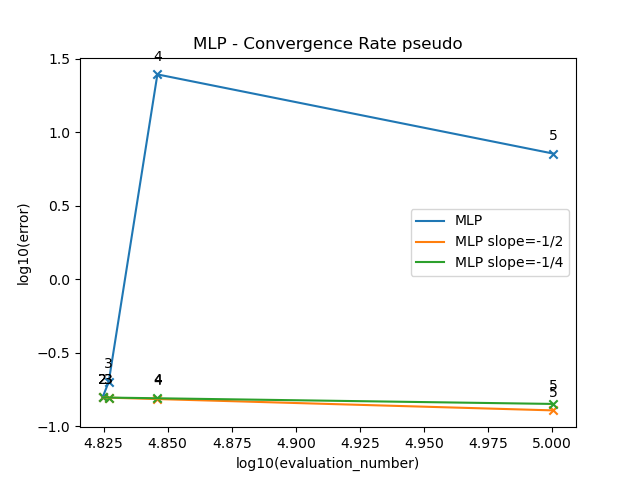 MLP - Convergence Rate pseudo
1.5
1.0
0.5
0.0
−0.5
−1.0
log10(error)
4
5
3
2
2
3
4
4
5
5
MLP
MLP slope=-1/2
MLP slope=-1/4
4.825 4.850 4.875 4.900 4.925 4.950 4.975 5.000
log10(evaluation_number)